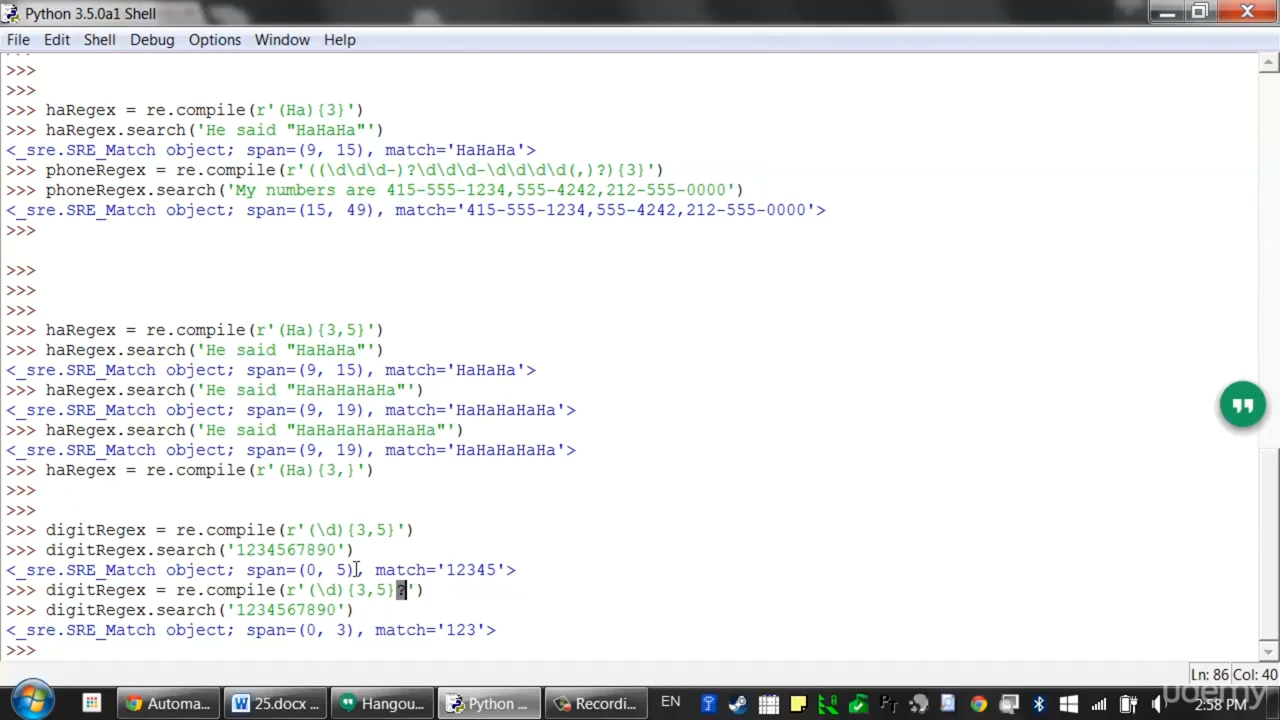 Python 3.5.0a1 Shell
File Edit Shell Debug Options Window Help
>>>
>>>
>>> haRegex = re.compile(r'(Ha){3}')
>>> haRegex.search('He said "HaHaHa"')
<_sre.SRE_Match object; span=(9, 15), match='HaHaHa'>
>>> phoneRegex = re.compile(r'((\d\d\d-)?\d\d\d-\d\d\d\d(,)?){3}')
>>> phoneRegex.search('My numbers are 415-555-1234,555-4242,212-555-0000')
<_sre.SRE_Match object; span=(15, 49), match='415-555-1234,555-4242,212-555-0000'>
>>>
>>>
>>>
>>>
>>> haRegex = re.compile(r'(Ha){3,5}')
>>> haRegex.search('He said "HaHaHa"')
<_sre.SRE_Match object; span=(9, 15), match='HaHaHa'>
>>> haRegex.search('He said "HaHaHaHaHa"')
<_sre.SRE_Match object; span=(9, 19), match='HaHaHaHaHa'>
>>> haRegex.search('He said "HaHaHaHaHaHaHa"')
<_sre.SRE_Match object; span=(9, 19), match='HaHaHaHaHa'>
>>> haRegex = re.compile(r'(Ha){3,}')
>>>
>>>
>>> digitRegex = re.compile(r'(\d){3,5}')
>>> digitRegex.search('1234567890')
<_sre.SRE_Match object; span=(0, 5), match='12345'>
>>> digitRegex = re.compile(r'(\d){3,5}?')
>>> digitRegex.search('1234567890')
<_sre.SRE_Match object; span=(0, 3), match='123'>
>>>
Ln: 86 Col: 40
Automa... 25.docx ... Hangou... Python ... Recordi... EN 2:58 PM
udemy